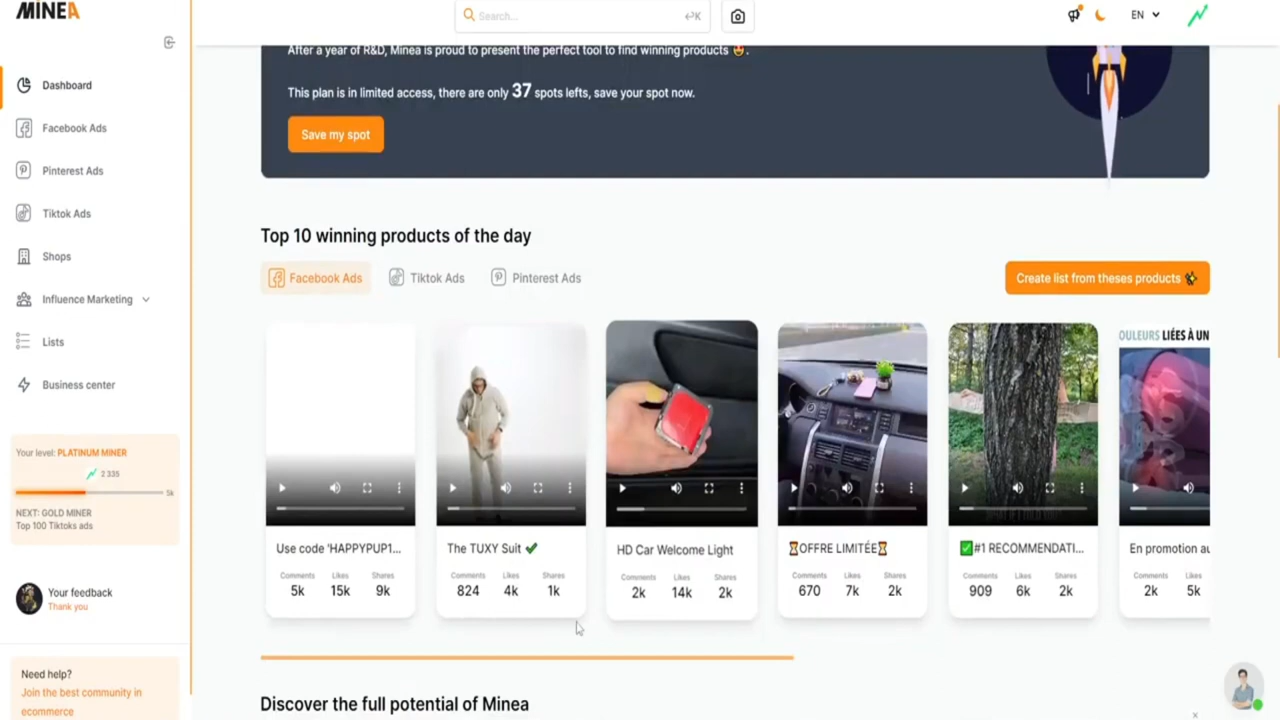 MINEA
Search...
K
EN
Dashboard
Facebook Ads
Pinterest Ads
Tiktok Ads
Shops
Influence Marketing
Lists
Business center
Your level: PLATINUM MINER
2 335
5k
NEXT: GOLD MINER
Top 100 Tiktoks ads
Your feedback
Thank you
Need help?
Join the best community in
ecommerce
After a year of R&D, Minea is proud to present the perfect tool to find winning products 🤩.
This plan is in limited access, there are only 37 spots lefts, save your spot now.
Save my spot
Top 10 winning products of the day
Facebook Ads
Tiktok Ads
Pinterest Ads
Create list from theses products
Use code 'HAPPYPUP1...
Comments Likes Shares
5k 15k 9k
The TUXY Suit ✔
Comments Likes Shares
824 4k 1k
HD Car Welcome Light
Comments Likes Shares
2k 14k 2k
⌛OFFRE LIMITÉE⌛
Comments Likes Shares
670 7k 2k
✅#1 RECOMMENDATI...
Comments Likes Shares
909 6k 2k
OULEURS LIÉES À UN
En promotion au
Comments Likes
2k 5k
Discover the full potential of Minea